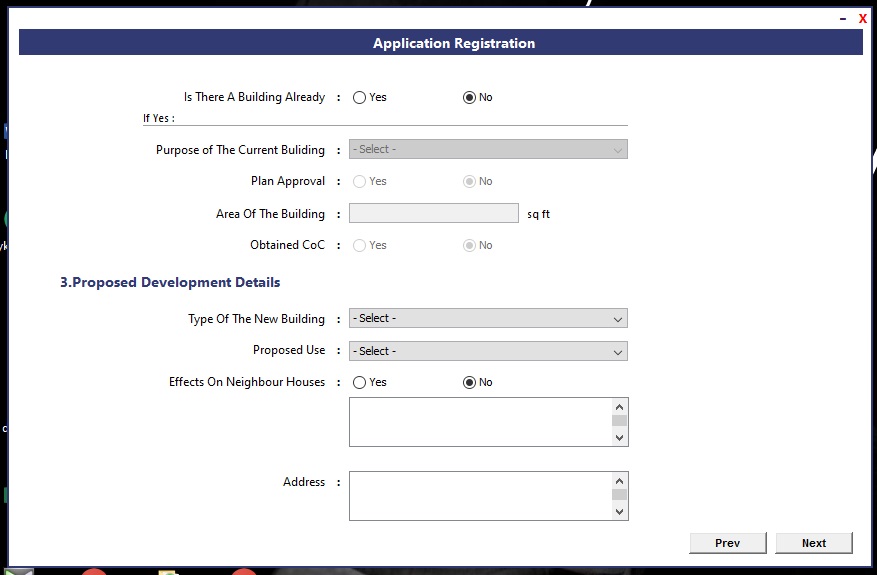 - X
Application Registration
Is There A Building Already : Yes No
If Yes :
Purpose of The Current Buliding : - Select -
Plan Approval : Yes No
Area Of The Building : sq ft
Obtained CoC : Yes No
3.Proposed Development Details
Type Of The New Building : - Select -
Proposed Use : - Select -
Effects On Neighbour Houses : Yes No
Address :
Prev Next